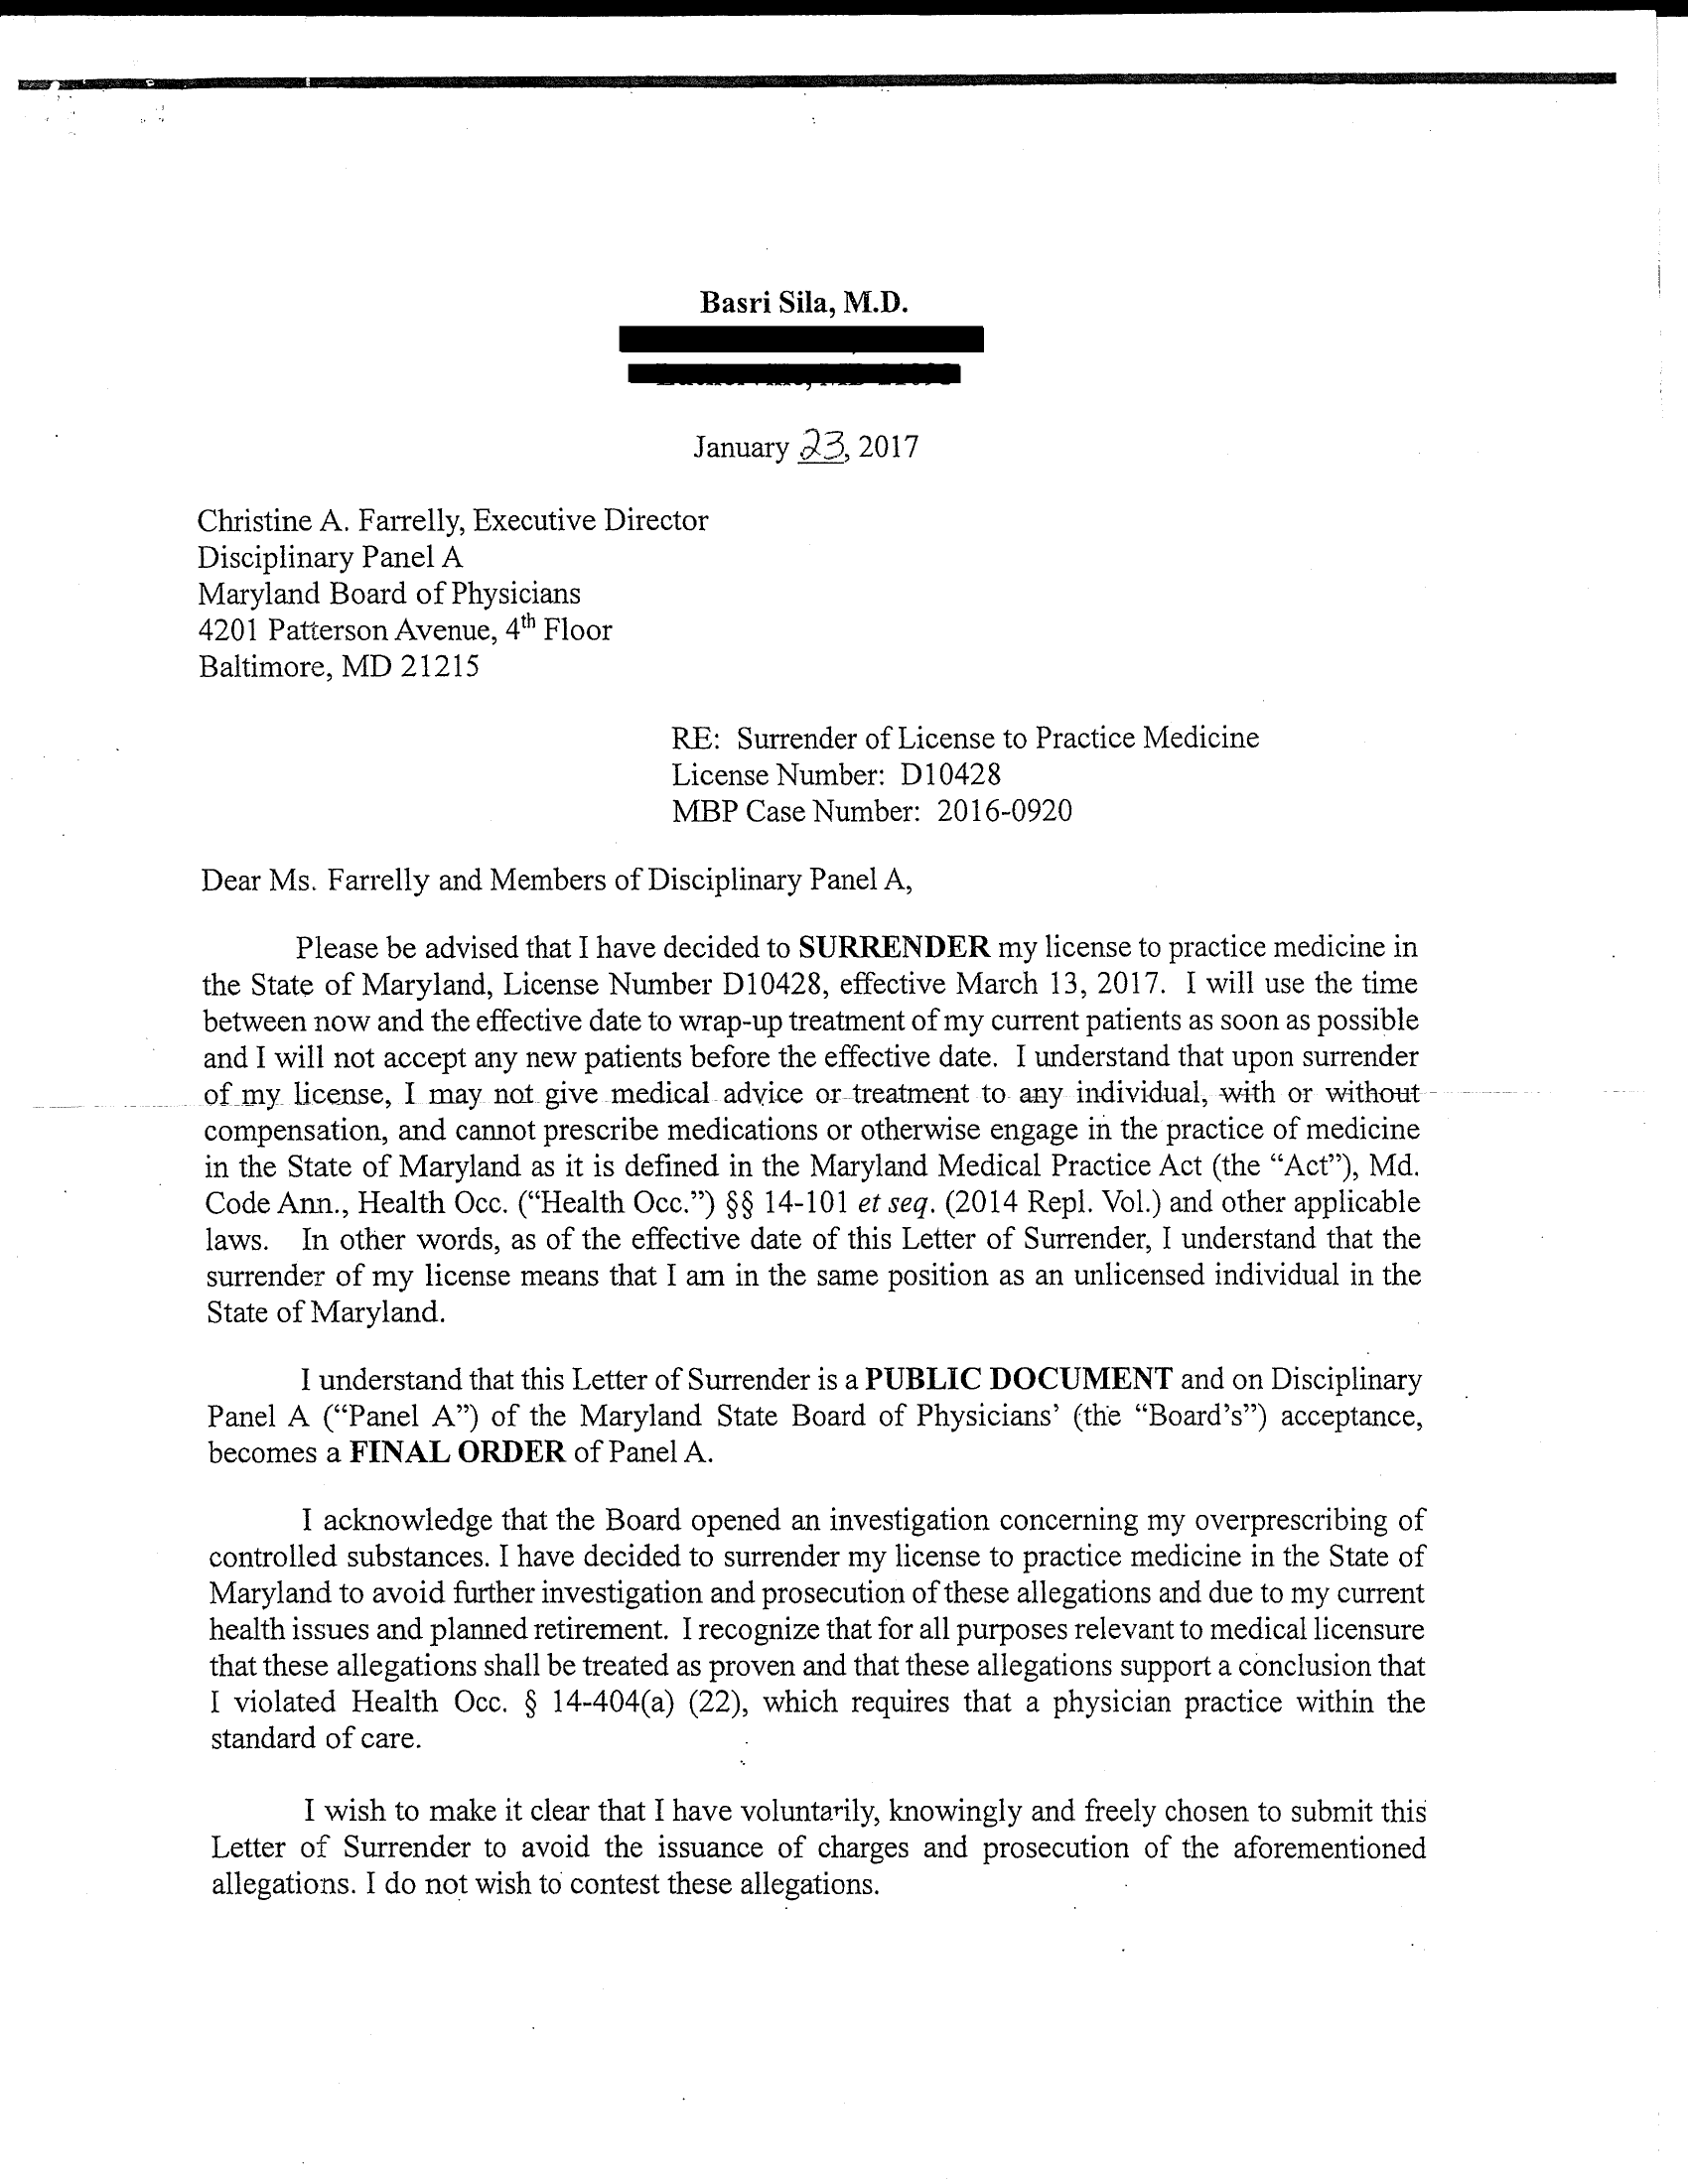 Basri Sila, M.D.
January 23, 2017
Christine A. Farrelly, Executive Director
Disciplinary Panel A
Maryland Board of Physicians
4201 Patterson Avenue, 4th Floor
Baltimore, MD 21215
RE: Surrender of License to Practice Medicine
License Number: D10428
MBP Case Number: 2016-0920
Dear Ms. Farrelly and Members of Disciplinary Panel A,
Please be advised that I have decided to SURRENDER my license to practice medicine in
the State of Maryland, License Number D10428, effective March 13, 2017. I will use the time
between now and the effective date to wrap-up treatment of my current patients as soon as possible
and I will not accept any new patients before the effective date. I understand that upon surrender
of my license, I may not give medical advice or treatment to any individual, with or without
compensation, and cannot prescribe medications or otherwise engage in the practice of medicine
in the State of Maryland as it is defined in the Maryland Medical Practice Act (the “Act”), Md.
Code Ann., Health Occ. (“Health Occ.”) §§ 14-101 et seq. (2014 Repl. Vol.) and other applicable
laws. In other words, as of the effective date of this Letter of Surrender, I understand that the
surrender of my license means that I am in the same position as an unlicensed individual in the
State of Maryland.
I understand that this Letter of Surrender is a PUBLIC DOCUMENT and on Disciplinary
Panel A (“Panel A”) of the Maryland State Board of Physicians’ (the “Board’s”) acceptance,
becomes a FINAL ORDER of Panel A.
I acknowledge that the Board opened an investigation concerning my overprescribing of
controlled substances. I have decided to surrender my license to practice medicine in the State of
Maryland to avoid further investigation and prosecution of these allegations and due to my current
health issues and planned retirement. I recognize that for all purposes relevant to medical licensure
that these allegations shall be treated as proven and that these allegations support a conclusion that
I violated Health Occ. § 14-404(a) (22), which requires that a physician practice within the
standard of care.
I wish to make it clear that I have voluntarily, knowingly and freely chosen to submit this
Letter of Surrender to avoid the issuance of charges and prosecution of the aforementioned
allegations. I do not wish to contest these allegations.